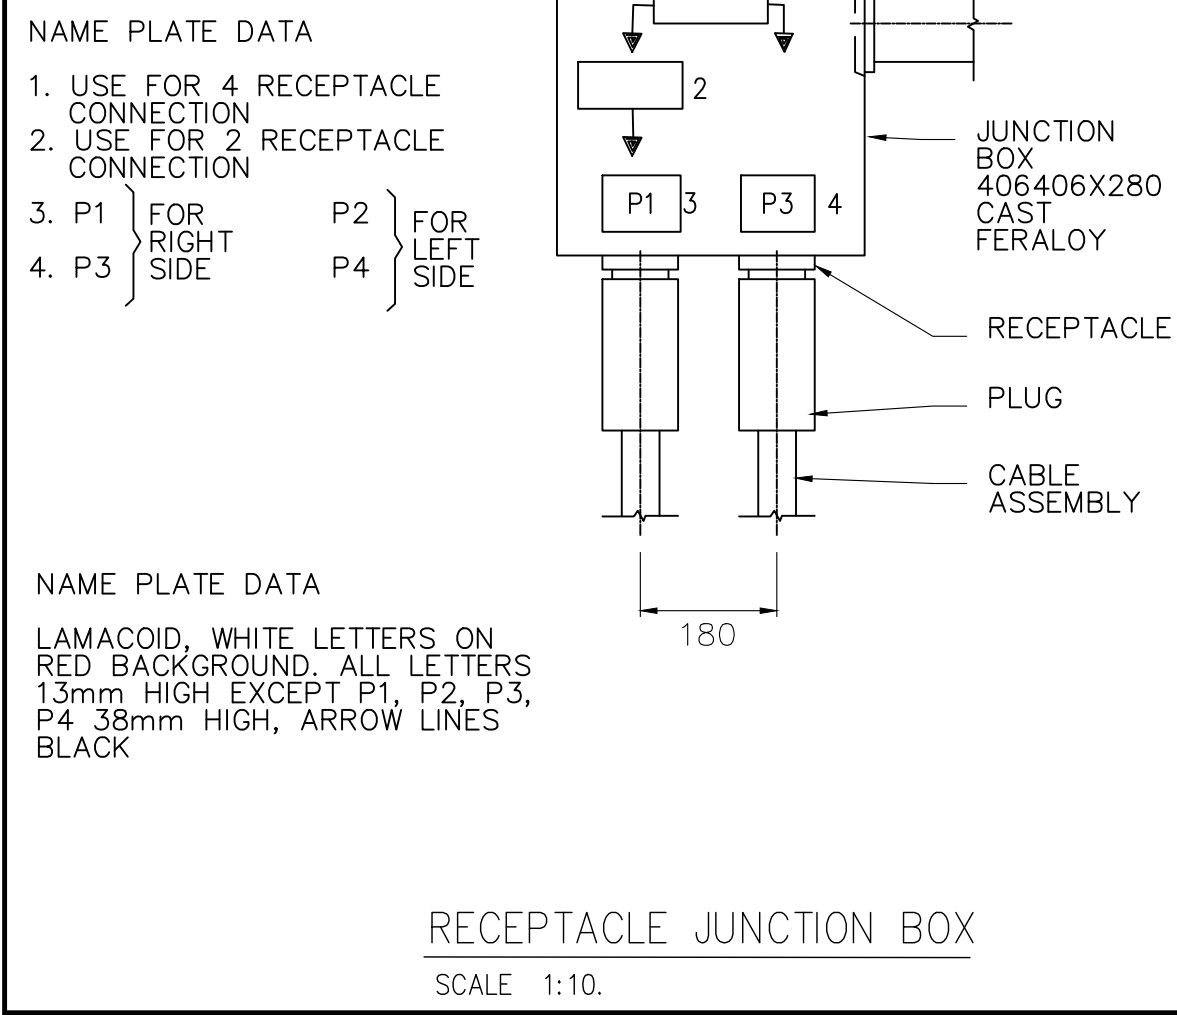 NAME PLATE DATA
1. USE FOR 4 RECEPTACLE
CONNECTION
2. USE FOR 2 RECEPTACLE
CONNECTION
3. P1
4. P3
FOR
RIGHT
SIDE
P2
P4
FOR
LEFT
SIDE
2
P1 3
P3 4
JUNCTION
BOX
406406X280
CAST
FERALOY
RECEPTACLE
PLUG
CABLE
ASSEMBLY
180
NAME PLATE DATA
LAMACOID, WHITE LETTERS ON
RED BACKGROUND. ALL LETTERS
13mm HIGH EXCEPT P1, P2, P3,
P4 38mm HIGH, ARROW LINES
BLACK
RECEPTACLE JUNCTION BOX
SCALE 1:10.